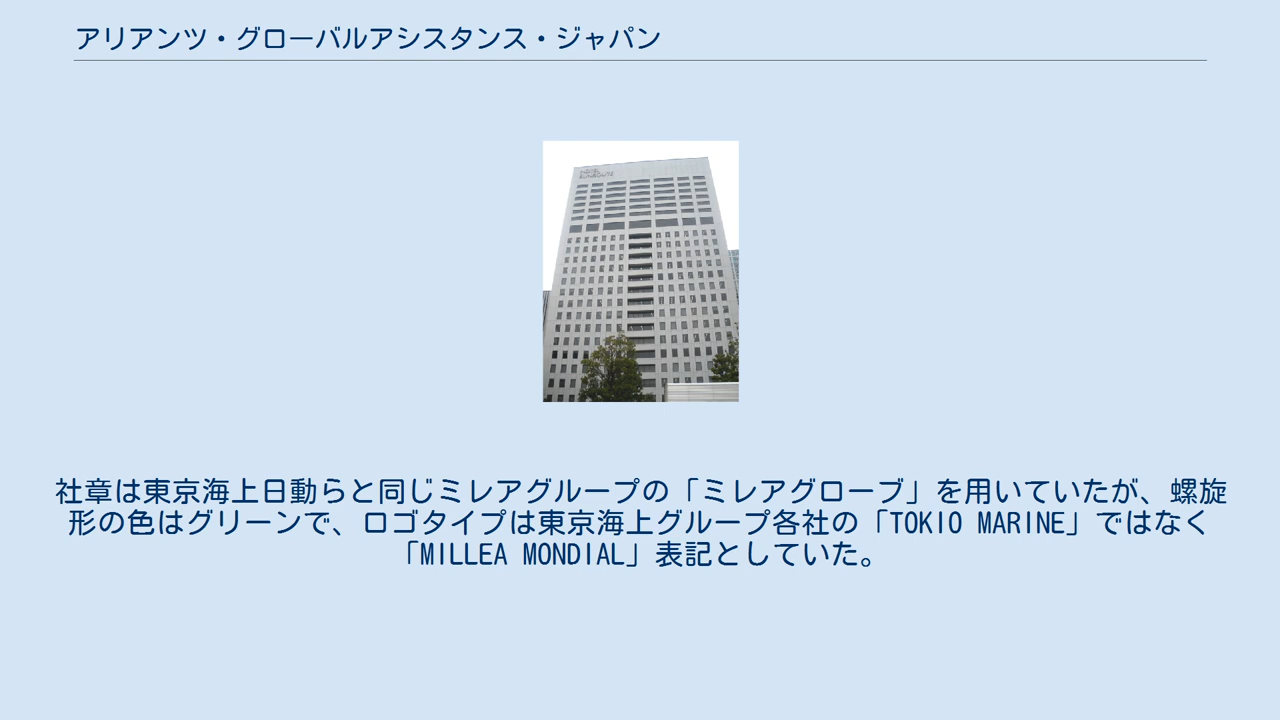 アリアンツ・グローバルアシスタンス・ジャパン
社章は東京海上日動らと同じミレアグループの「ミレアグローブ」を用いていたが、螺旋
形の色はグリーンで、ロゴタイプは東京海上グループ各社の「TOKIO MARINE」ではなく
「MILLEA MONDIAL」表記としていた。